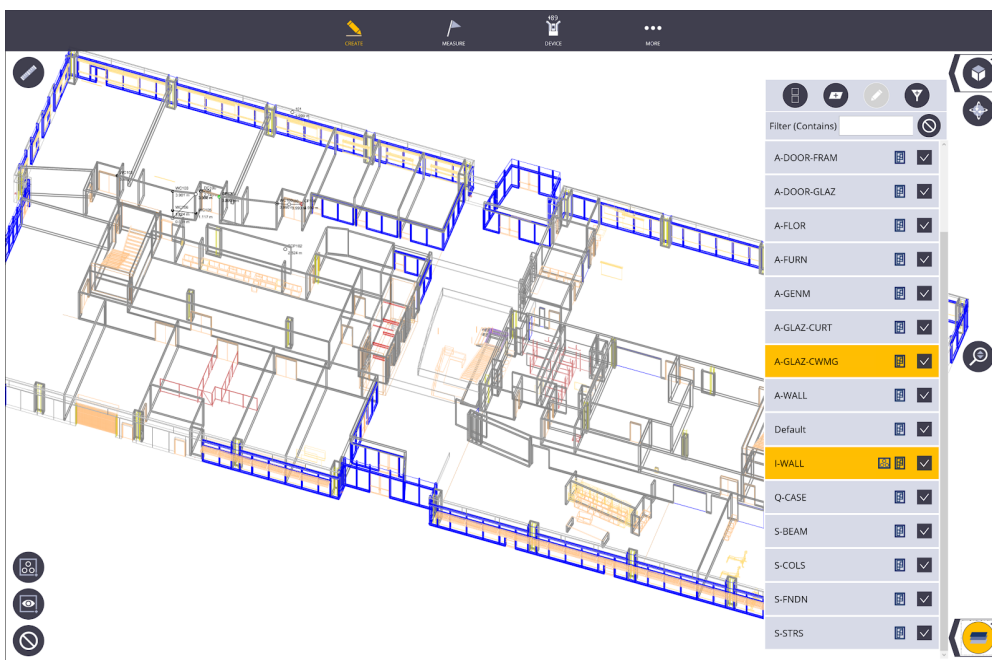 +89
CREATE
MEASURE
DEVICE
MORE
Filter (Contains)
A-DOOR-FRAM
A-DOOR-GLAZ
A-FLOR
A-FURN
A-GENM
A-GLAZ-CURT
A-GLAZ-CWMG
A-WALL
Default
I-WALL
Q-CASE
S-BEAM
S-COLS
S-FNDN
S-STRS